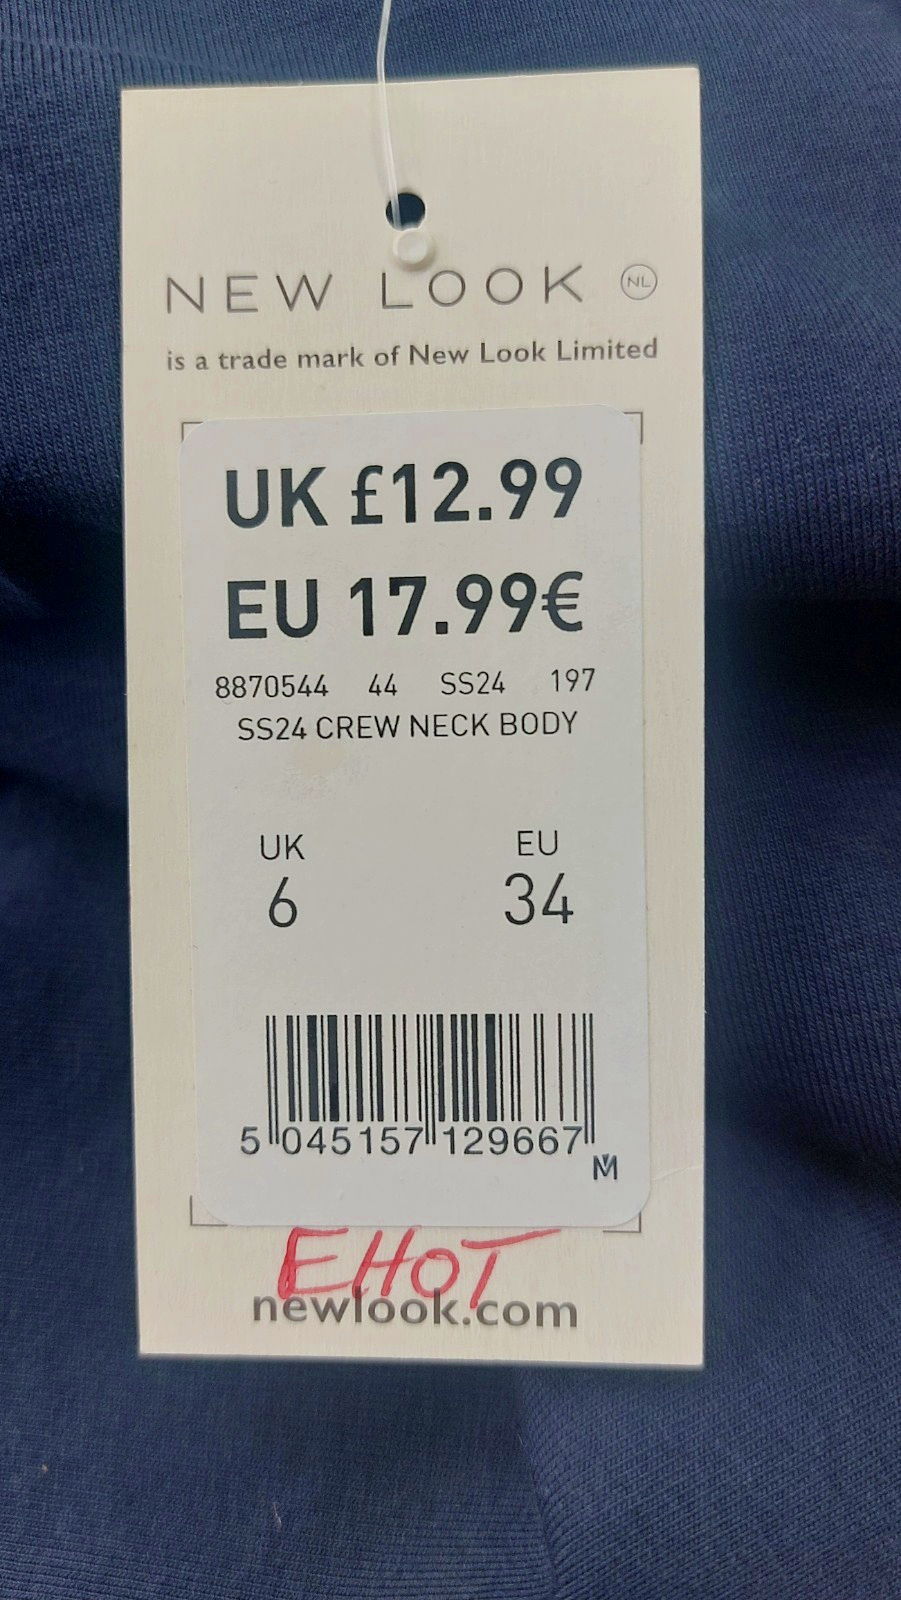 NEW LOOK NL
is a trade mark of New Look Limited
UK £12.99
EU 17.99€
8870544 44 SS24 197
SS24 CREW NECK BODY
UK EU
6 34
5 045157 129667
M
EHOT
newlook.com